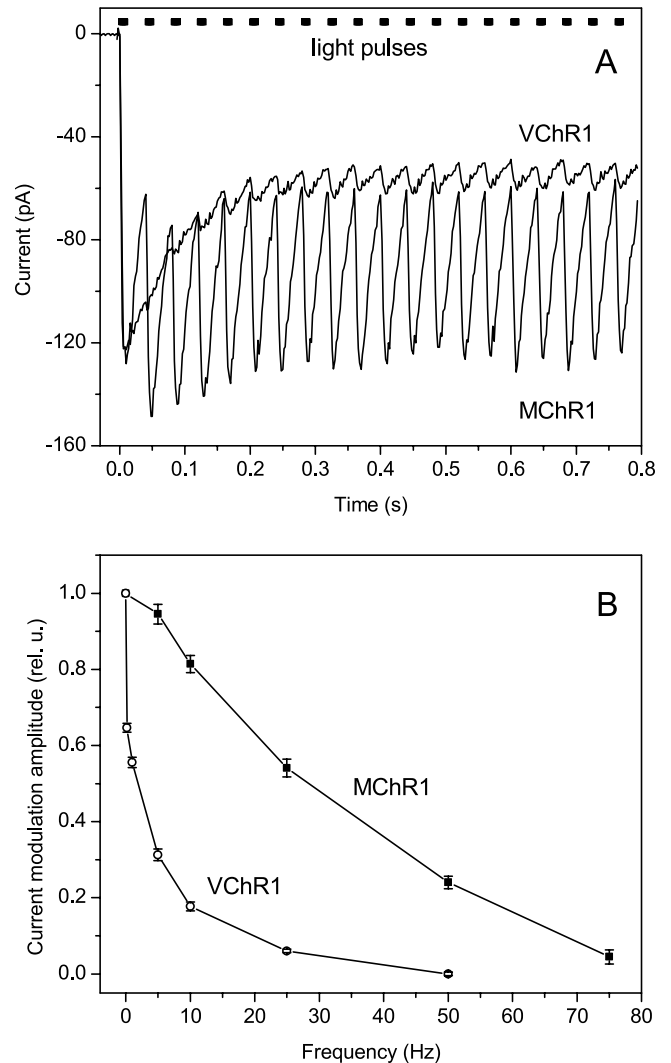 0
-40
-80
-120
-160
Current (pA)
light pulses
A
VChR1
MChR1
0.0 0.1 0.2 0.3 0.4 0.5 0.6 0.7 0.8
Time (s)
1.0
0.8
0.6
0.4
0.2
0.0
Current modulation amplitude (rel. u.)
B
MChR1
VChR1
0 10 20 30 40 50 60 70 80
Frequency (Hz)